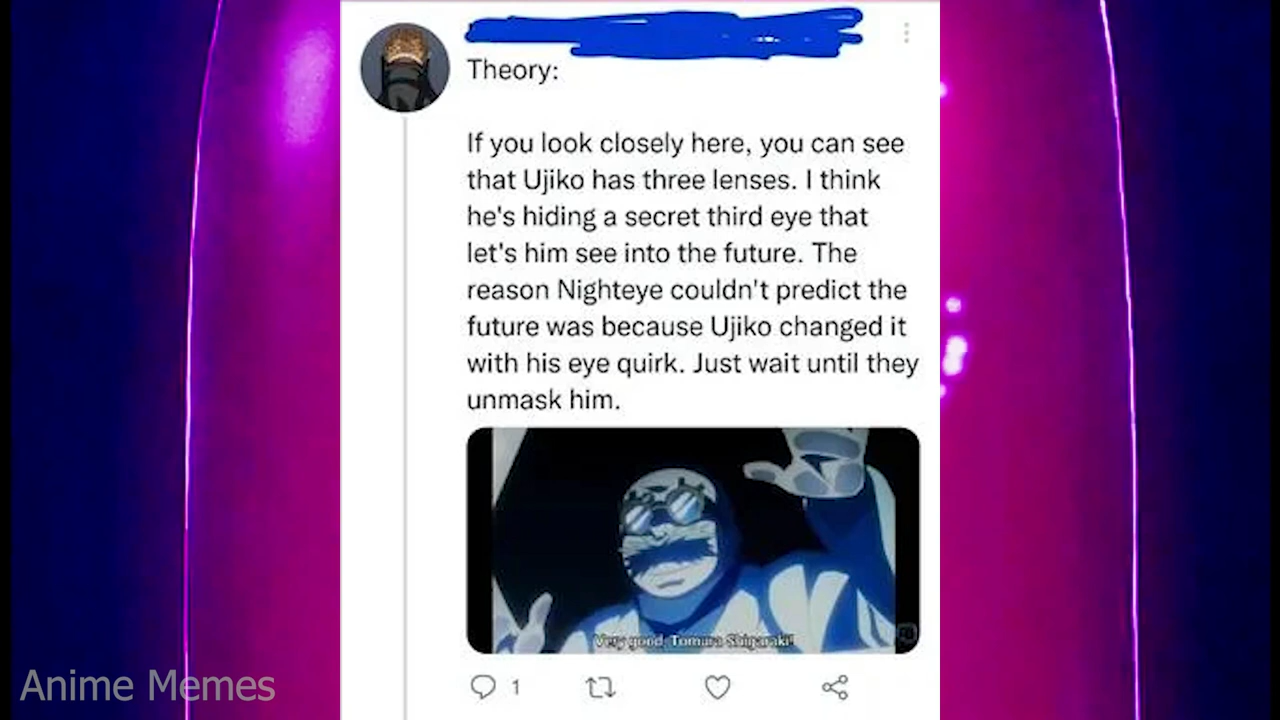 Theory:
If you look closely here, you can see
that Ujiko has three lenses. I think
he's hiding a secret third eye that
let's him see into the future. The
reason Nighteye couldn't predict the
future was because Ujiko changed it
with his eye quirk. Just wait until they
unmask him.
Very good, Tomura Shigaraki!
1
Anime Memes